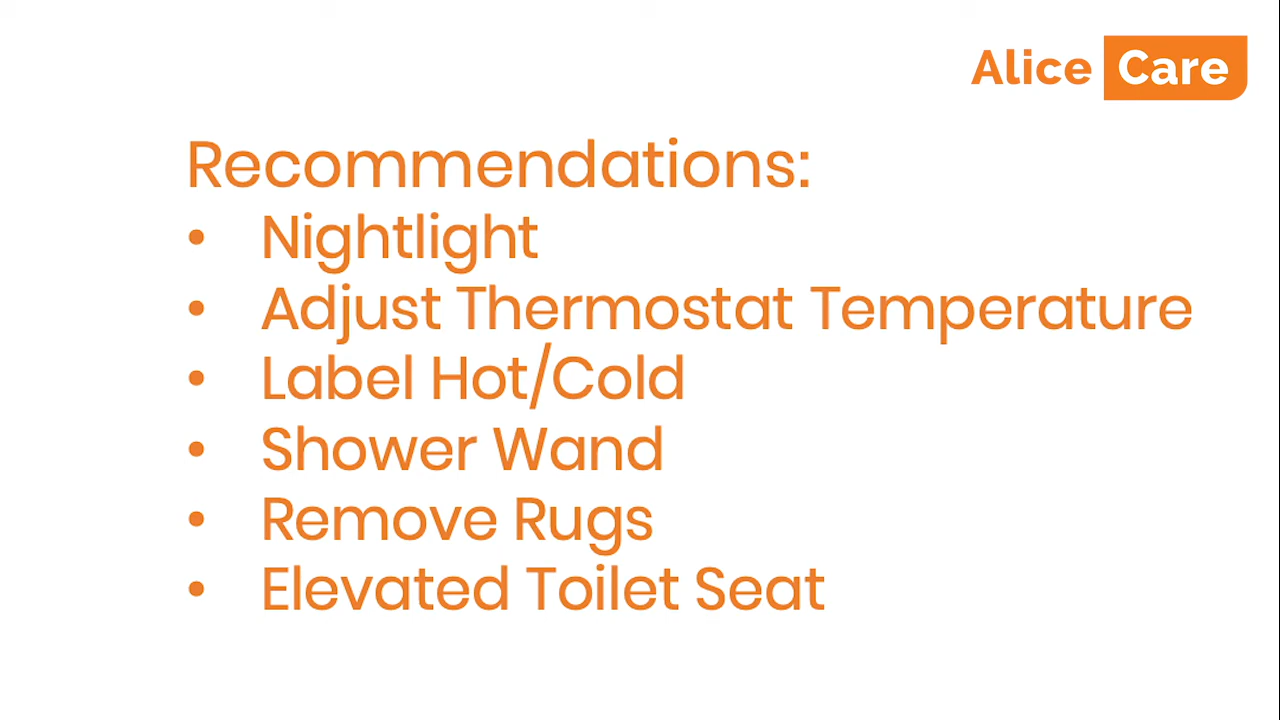 Alice Care
Recommendations:
• Nightlight
• Adjust Thermostat Temperature
• Label Hot/Cold
• Shower Wand
• Remove Rugs
• Elevated Toilet Seat